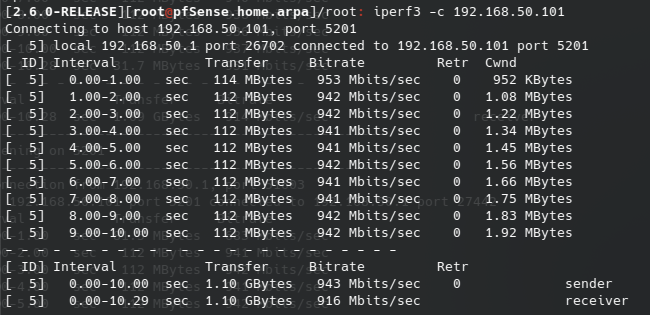 [2.6.0-RELEASE][root@pfSense.home.arpa]/root: iperf3 -c 192.168.50.101
Connecting to host 192.168.50.101, port 5201
[  5] local 192.168.50.1 port 26702 connected to 192.168.50.101 port 5201
[ ID] Interval           Transfer     Bitrate         Retr  Cwnd
[  5]   0.00-1.00   sec   114 MBytes   953 Mbits/sec    0    952 KBytes
[  5]   1.00-2.00   sec   112 MBytes   942 Mbits/sec    0   1.08 MBytes
[  5]   2.00-3.00   sec   112 MBytes   942 Mbits/sec    0   1.22 MBytes
[  5]   3.00-4.00   sec   112 MBytes   941 Mbits/sec    0   1.34 MBytes
[  5]   4.00-5.00   sec   112 MBytes   941 Mbits/sec    0   1.45 MBytes
[  5]   5.00-6.00   sec   112 MBytes   942 Mbits/sec    0   1.56 MBytes
[  5]   6.00-7.00   sec   112 MBytes   941 Mbits/sec    0   1.66 MBytes
[  5]   7.00-8.00   sec   112 MBytes   941 Mbits/sec    0   1.75 MBytes
[  5]   8.00-9.00   sec   112 MBytes   942 Mbits/sec    0   1.83 MBytes
[  5]   9.00-10.00  sec   112 MBytes   941 Mbits/sec    0   1.92 MBytes
- - - - - - - - - - - - - - - - - - - - - - - - -
[ ID] Interval           Transfer     Bitrate         Retr
[  5]   0.00-10.00  sec  1.10 GBytes   943 Mbits/sec    0             sender
[  5]   0.00-10.29  sec  1.10 GBytes   916 Mbits/sec                  receiver